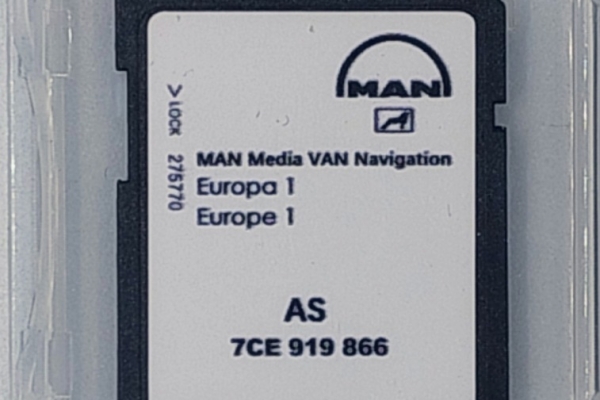 MAN
> LOCK 275770
MAN Media VAN Navigation
Europa 1
Europe 1
AS
7CE 919 866